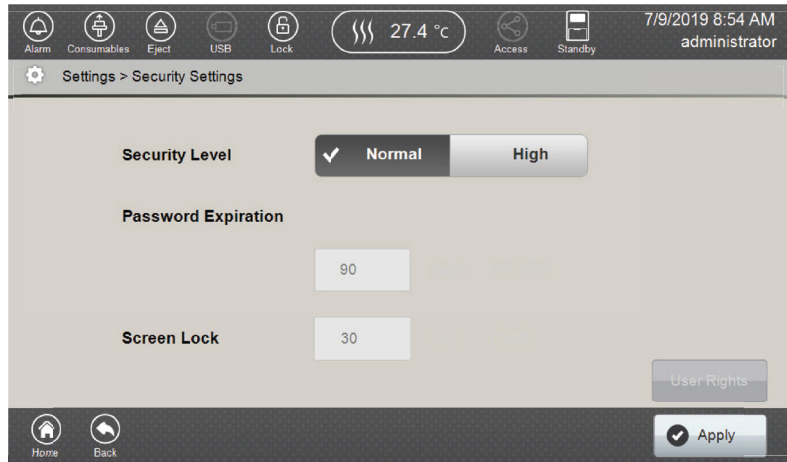 7/9/2019 8:54 AM
27.4 °C
administrator
Alarm Consumables Eject USB Lock Access Standby
Settings > Security Settings
Security Level Normal High
Password Expiration
90
Screen Lock 30
User Rights
Apply
Home Back